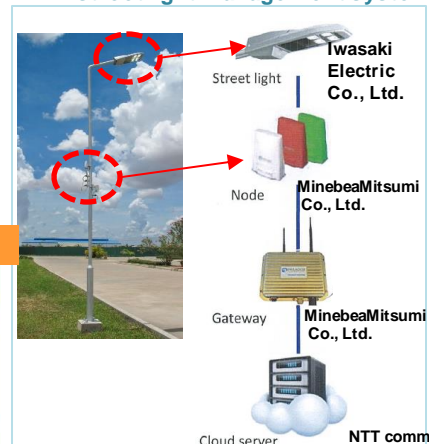 Street light
Iwasaki
Electric
Co., Ltd.
Node
MinebeaMitsumi
Co., Ltd.
Gateway
MinebeaMitsumi
Co., Ltd.
Cloud server
NTT comm